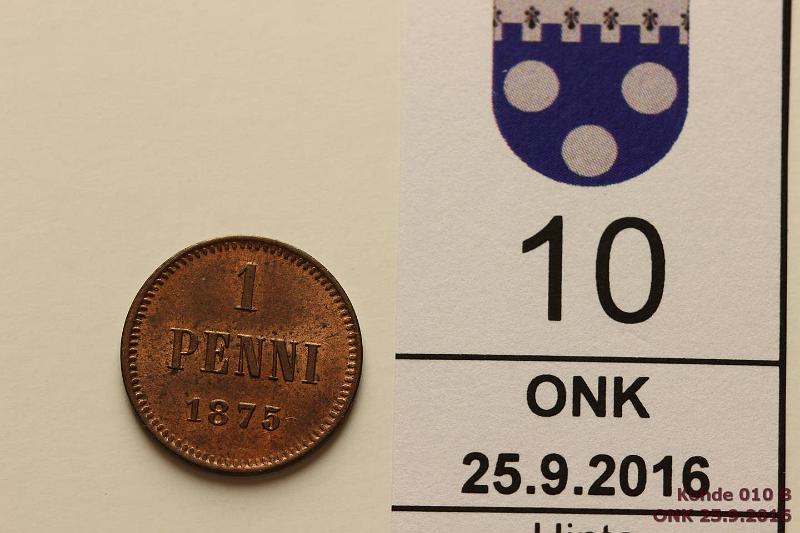 1
PENNI
1875
10
ONK
25.9.2016
Kohde 010 B
ONK 25.9.2016